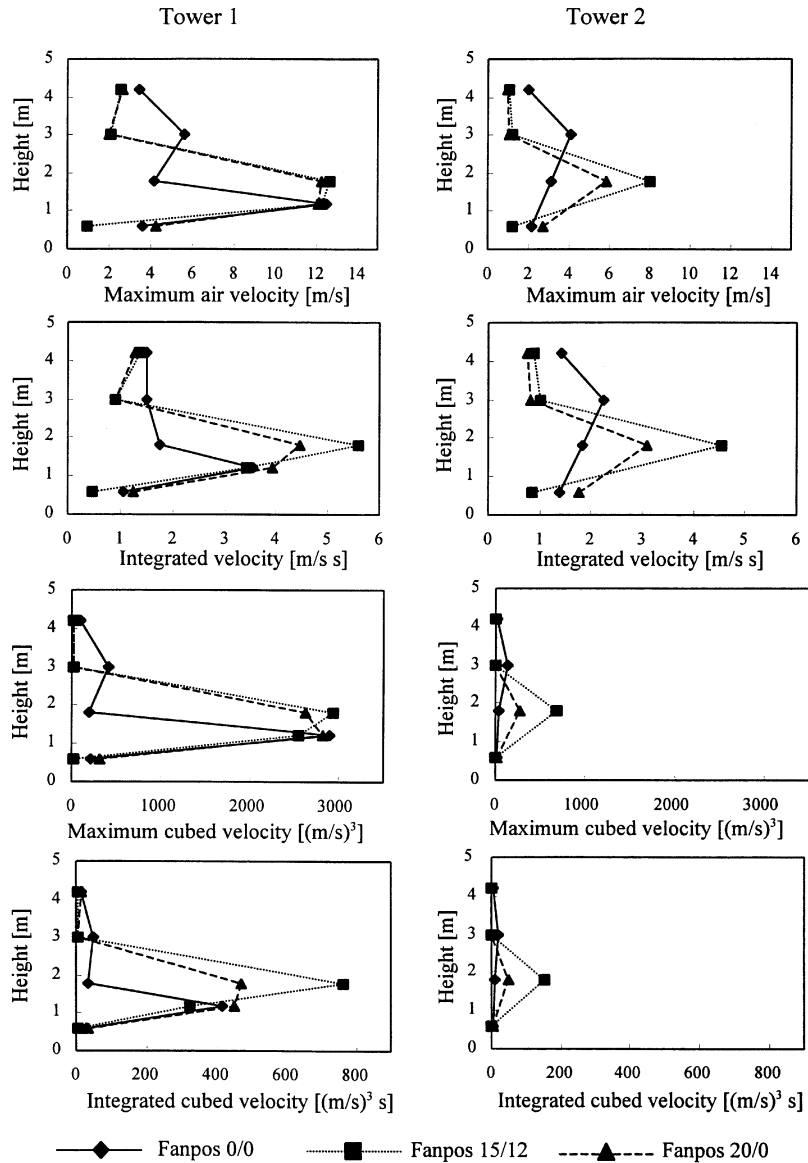 Tower 1
Tower 2
5
4
3
2
1
0
Height [m]
0 2 4 6 8 10 12 14
Maximum air velocity [m/s]
5
4
3
2
1
0
Height [m]
0 2 4 6 8 10 12 14
Maximum air velocity [m/s]
5
4
3
2
1
0
Height [m]
0 1 2 3 4 5 6
Integrated velocity [m/s s]
5
4
3
2
1
0
Height [m]
0 1 2 3 4 5 6
Integrated velocity [m/s s]
5
4
3
2
1
0
Height [m]
0 1000 2000 3000
Maximum cubed velocity [(m/s)³]
5
4
3
2
1
0
Height [m]
0 1000 2000 3000
Maximum cubed velocity [(m/s)³]
5
4
3
2
1
0
Height [m]
0 200 400 600 800
Integrated cubed velocity [(m/s)³ s]
5
4
3
2
1
0
Height [m]
0 200 400 600 800
Integrated cubed velocity [(m/s)³ s]
Fanpos 0/0 Fanpos 15/12 Fanpos 20/0